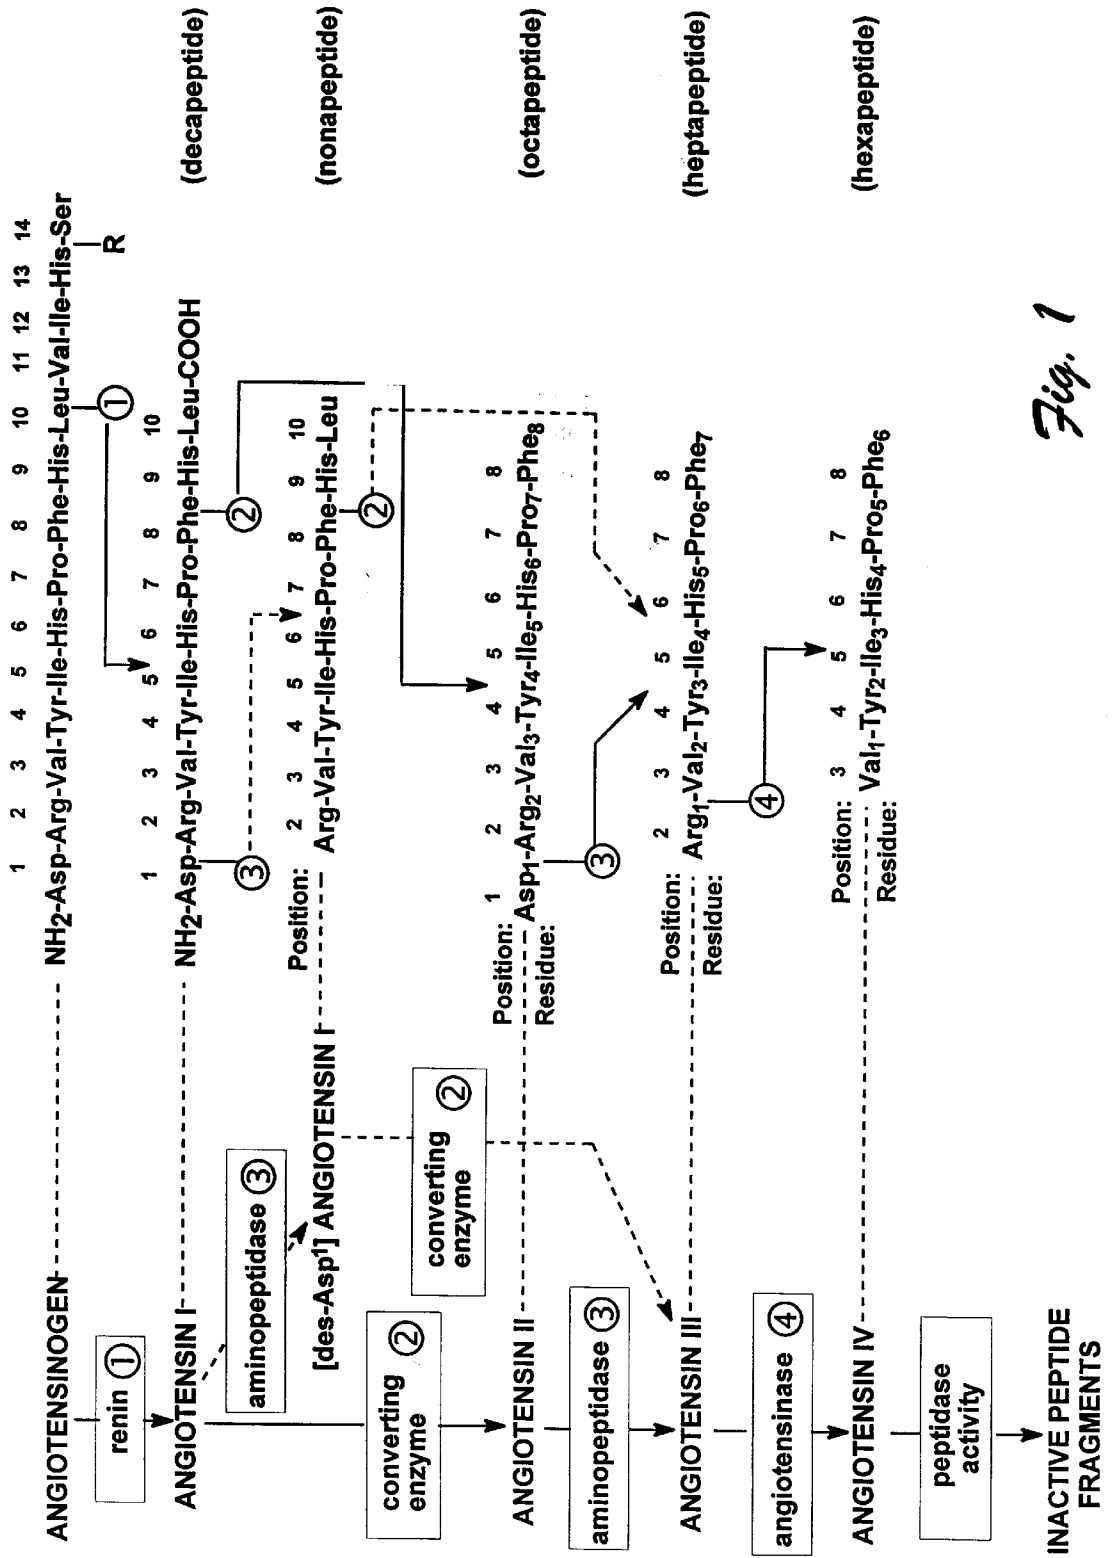 1 2 3 4 5 6 7 8 9 10 11 12 13 14
ANGIOTENSINOGEN NH2-Asp-Arg-Val-Tyr-Ile-His-Pro-Phe-His-Leu-Val-Ile-His-Ser
R
renin 1
1
1 2 3 4 5 6 7 8 9 10
ANGIOTENSIN I NH2-Asp-Arg-Val-Tyr-Ile-His-Pro-Phe-His-Leu-COOH (decapeptide)
aminopeptidase 3
3
2
Position: 2 3 4 5 6 7 8 9 10
[des-Asp1] ANGIOTENSIN I Arg-Val-Tyr-Ile-His-Pro-Phe-His-Leu (nonapeptide)
2
converting
enzyme 2
converting
enzyme 2
Position: 1 2 3 4 5 6 7 8
ANGIOTENSIN II Asp1-Arg2-Val3-Tyr4-Ile5-His6-Pro7-Phe8 (octapeptide)
Residue:
aminopeptidase 3
3
Position: 2 3 4 5 6 7 8
ANGIOTENSIN III Arg1-Val2-Tyr3-Ile4-His5-Pro6-Phe7 (heptapeptide)
Residue:
angiotensinase 4
4
Position: 3 4 5 6 7 8
ANGIOTENSIN IV Val1-Tyr2-Ile3-His4-Pro5-Phe6 (hexapeptide)
Residue:
peptidase
activity
INACTIVE PEPTIDE
FRAGMENTS
Fig. 1